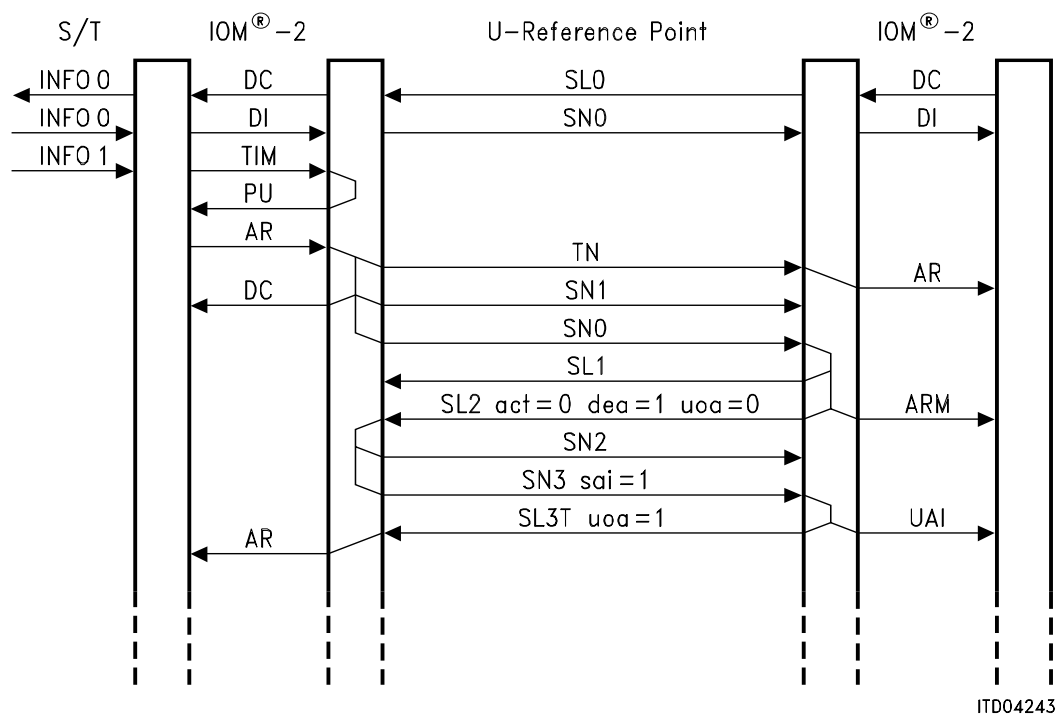 S/T IOM®-2 U-Reference Point IOM®-2
INFO 0 DC SL0 DC
INFO 0 DI SN0 DI
INFO 1 TIM
PU
AR TN AR
DC SN1
SN0
SL1
SL2 act=0 dea=1 uoa=0 ARM
SN2
SN3 sai=1
SL3T uoa=1 UAI
AR
ITD04243